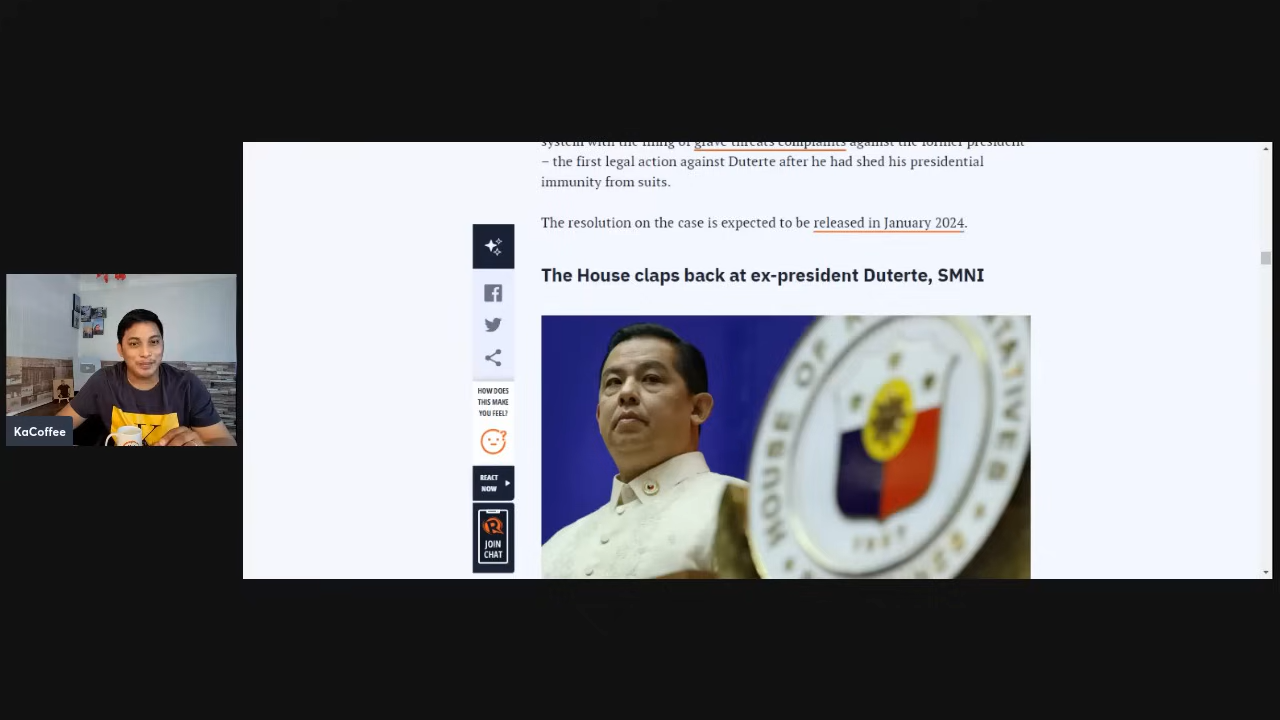 system with the filing of grave threats complaints against the former president
– the first legal action against Duterte after he had shed his presidential
immunity from suits.
The resolution on the case is expected to be released in January 2024.
The House claps back at ex-president Duterte, SMNI
HOW DOES
THIS MAKE
YOU FEEL?
REACT
NOW
R
JOIN
CHAT
KaCoffee
HOUSE OF